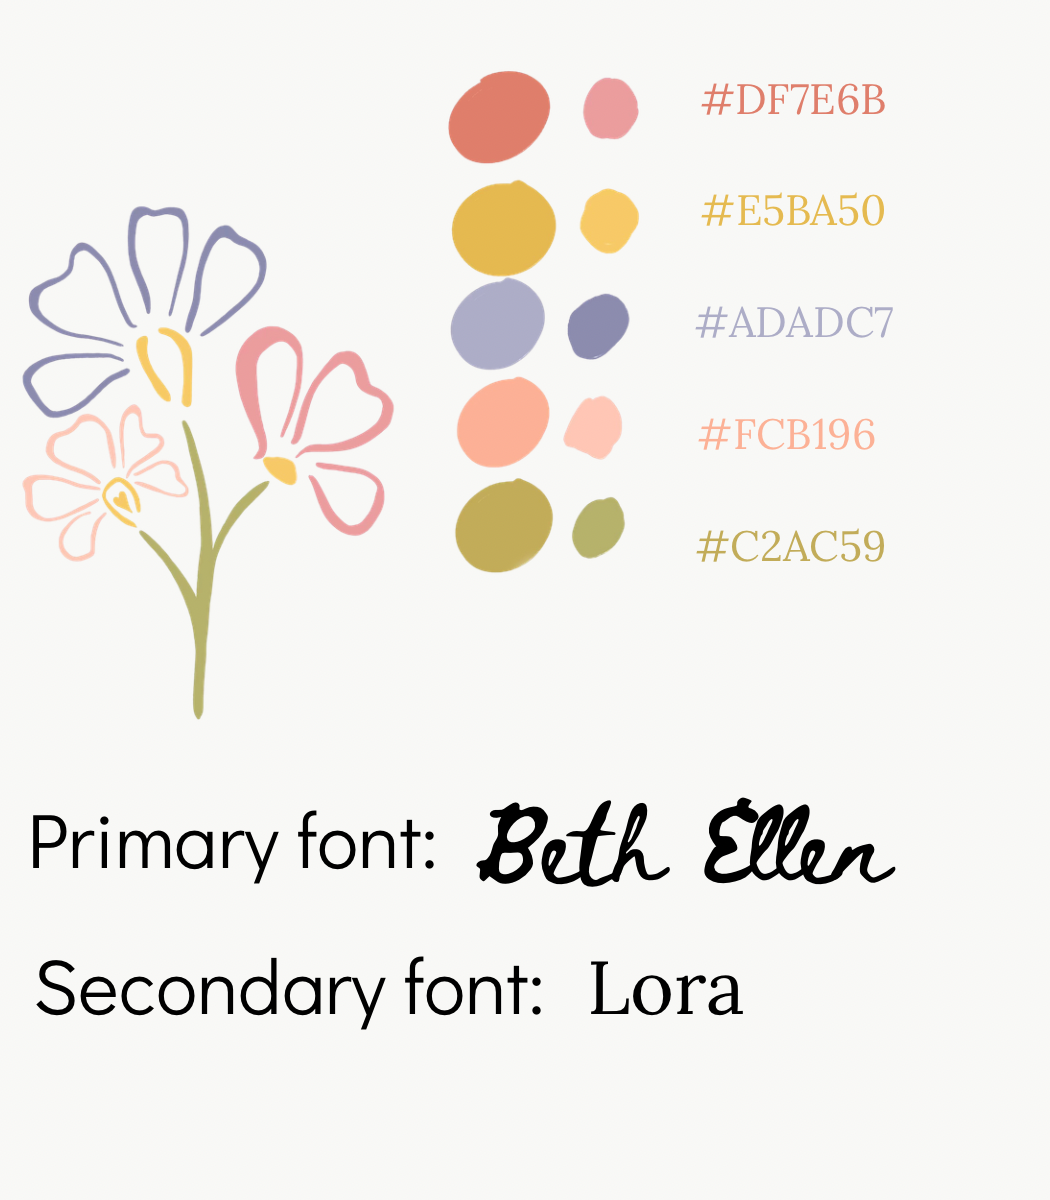 #DF7E6B
#E5BA50
#ADADC7
#FCB196
#C2AC59
Primary font: Beth Ellen
Secondary font: Lora